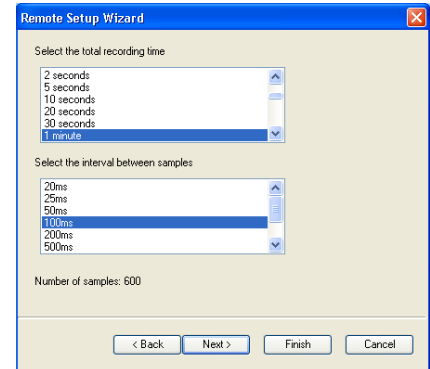 Remote Setup Wizard
Select the total recording time
2 seconds
5 seconds
10 seconds
20 seconds
30 seconds
1 minute
Select the interval between samples
20ms
25ms
50ms
100ms
200ms
500ms
Number of samples: 600
< Back Next > Finish Cancel